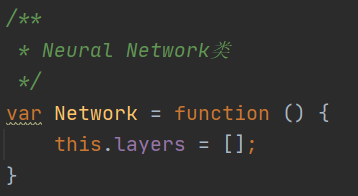 /**
 * Neural Network类
 */
var Network = function () {
    this.layers = [];
}